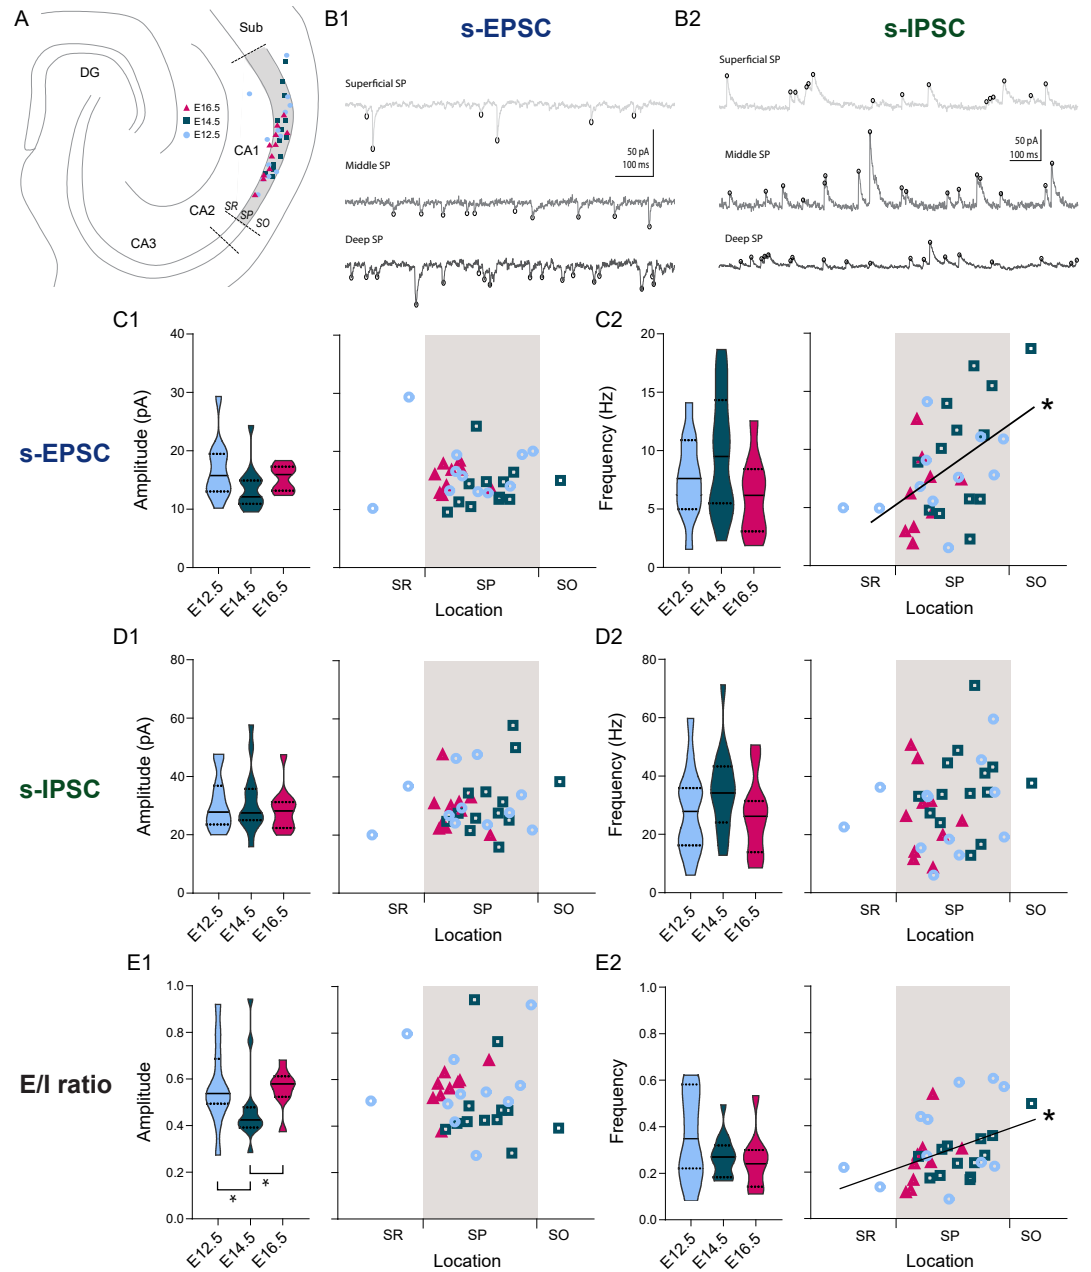 A
Sub
DG
E16.5
E14.5
E12.5
CA1
CA2
SR
SP
SO
CA3
B1
s-EPSC
Superficial SP
50 pA
100 ms
Middle SP
Deep SP
B2
s-IPSC
Superficial SP
50 pA
100 ms
Middle SP
Deep SP
s-EPSC
C1
Amplitude (pA)
40
30
20
10
0
E12.5
E14.5
E16.5
SR
SP
SO
Location
C2
Frequency (Hz)
20
15
10
5
0
E12.5
E14.5
E16.5
*
SR
SP
SO
Location
s-IPSC
D1
Amplitude (pA)
80
60
40
20
0
E12.5
E14.5
E16.5
SR
SP
SO
Location
D2
Frequency (Hz)
80
60
40
20
0
E12.5
E14.5
E16.5
SR
SP
SO
Location
E/I ratio
E1
Amplitude
1.0
0.8
0.6
0.4
0.2
0.0
*
*
E12.5
E14.5
E16.5
SR
SP
SO
Location
E2
Frequency
1.0
0.8
0.6
0.4
0.2
0.0
E12.5
E14.5
E16.5
*
SR
SP
SO
Location